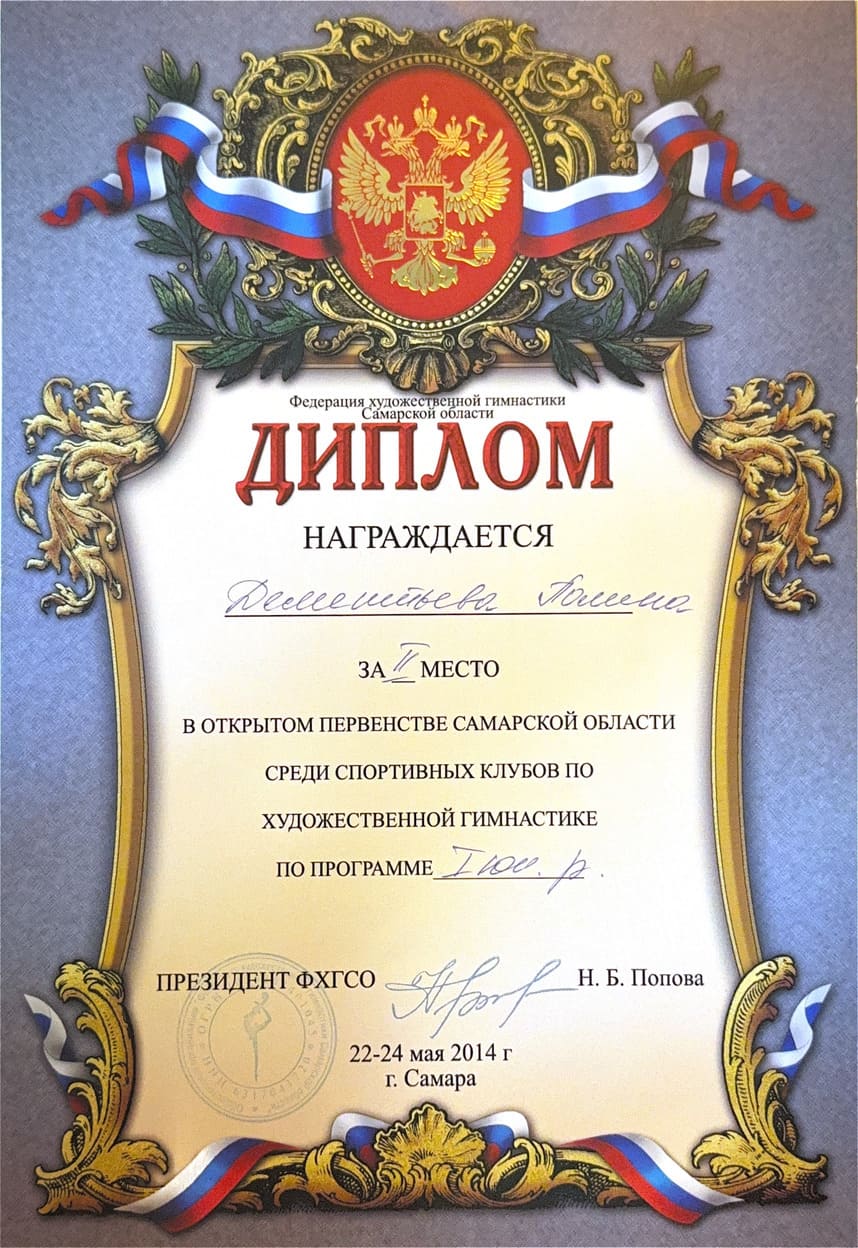 Федерация художественной гимнастики
Самарской области
ДИПЛОМ
НАГРАЖДАЕТСЯ
Дементьева Полина
ЗА II МЕСТО
В ОТКРЫТОМ ПЕРВЕНСТВЕ САМАРСКОЙ ОБЛАСТИ
СРЕДИ СПОРТИВНЫХ КЛУБОВ ПО
ХУДОЖЕСТВЕННОЙ ГИМНАСТИКЕ
ПО ПРОГРАММЕ I юн. р.
ПРЕЗИДЕНТ ФХГСО Н. Б. Попова
22-24 мая 2014 г
г. Самара